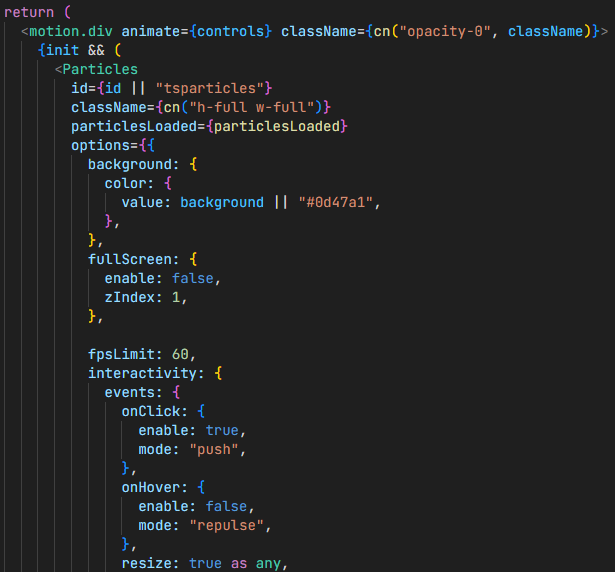 return (
<motion.div animate={controls} className={cn("opacity-0", className)}>
{init && (
<Particles
id={id || "tsparticles"}
className={cn("h-full w-full")}
particlesLoaded={particlesLoaded}
options={{
background: {
color: {
value: background || "#0d47a1",
},
},
fullScreen: {
enable: false,
zIndex: 1,
},
fpsLimit: 60,
interactivity: {
events: {
onClick: {
enable: true,
mode: "push",
},
onHover: {
enable: false,
mode: "repulse",
},
resize: true as any,